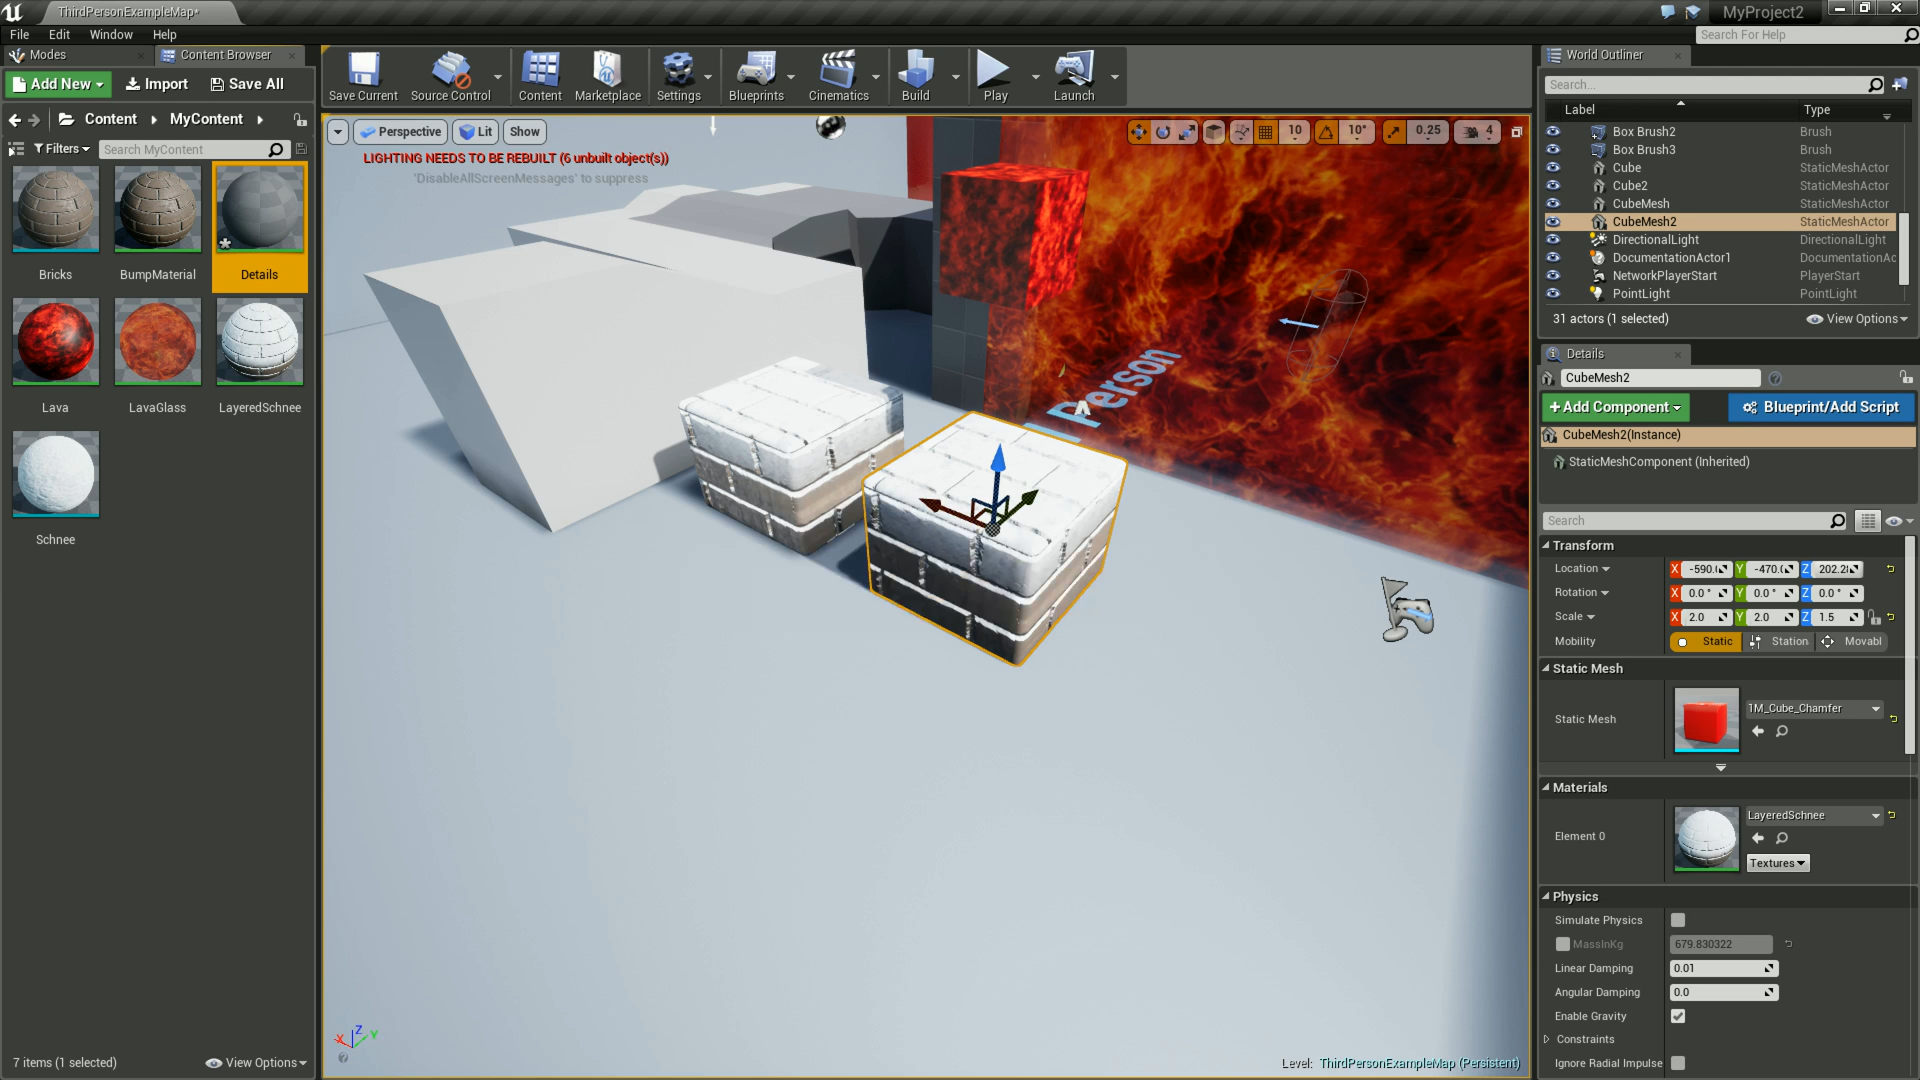 ThirdPersonExampleMap*
MyProject2
File Edit Window Help
Search For Help
Modes
Content Browser
Add New
Import
Save All
Content MyContent
Filters
Search MyContent
Bricks
BumpMaterial
Details
Lava
LavaGlass
LayeredSchnee
Schnee
7 items (1 selected)
View Options
Save Current
Source Control
Content
Marketplace
Settings
Blueprints
Cinematics
Build
Play
Launch
Perspective
Lit
Show
10
10°
0.25
4
LIGHTING NEEDS TO BE REBUILT (6 unbuilt object(s))
'DisableAllScreenMessages' to suppress
Person
X Z Y
Level: ThirdPersonExampleMap (Persistent)
World Outliner
Search...
Label Type
Box Brush2 Brush
Box Brush3 Brush
Cube StaticMeshActor
Cube2 StaticMeshActor
CubeMesh StaticMeshActor
CubeMesh2 StaticMeshActor
DirectionalLight DirectionalLight
DocumentationActor1 DocumentationAc
NetworkPlayerStart PlayerStart
PointLight PointLight
31 actors (1 selected)
View Options
Details
CubeMesh2
+Add Component
Blueprint/Add Script
CubeMesh2(Instance)
StaticMeshComponent (Inherited)
Search
Transform
Location X -590.( Y -470.( Z 202.2
Rotation X 0.0 ° Y 0.0 ° Z 0.0 °
Scale X 2.0 Y 2.0 Z 1.5
Mobility Static Station Movabl
Static Mesh
Static Mesh
1M_Cube_Chamfer
Materials
Element 0
LayeredSchnee
Textures
Physics
Simulate Physics
MassInKg 679.830322
Linear Damping 0.01
Angular Damping 0.0
Enable Gravity
Constraints
Ignore Radial Impulse